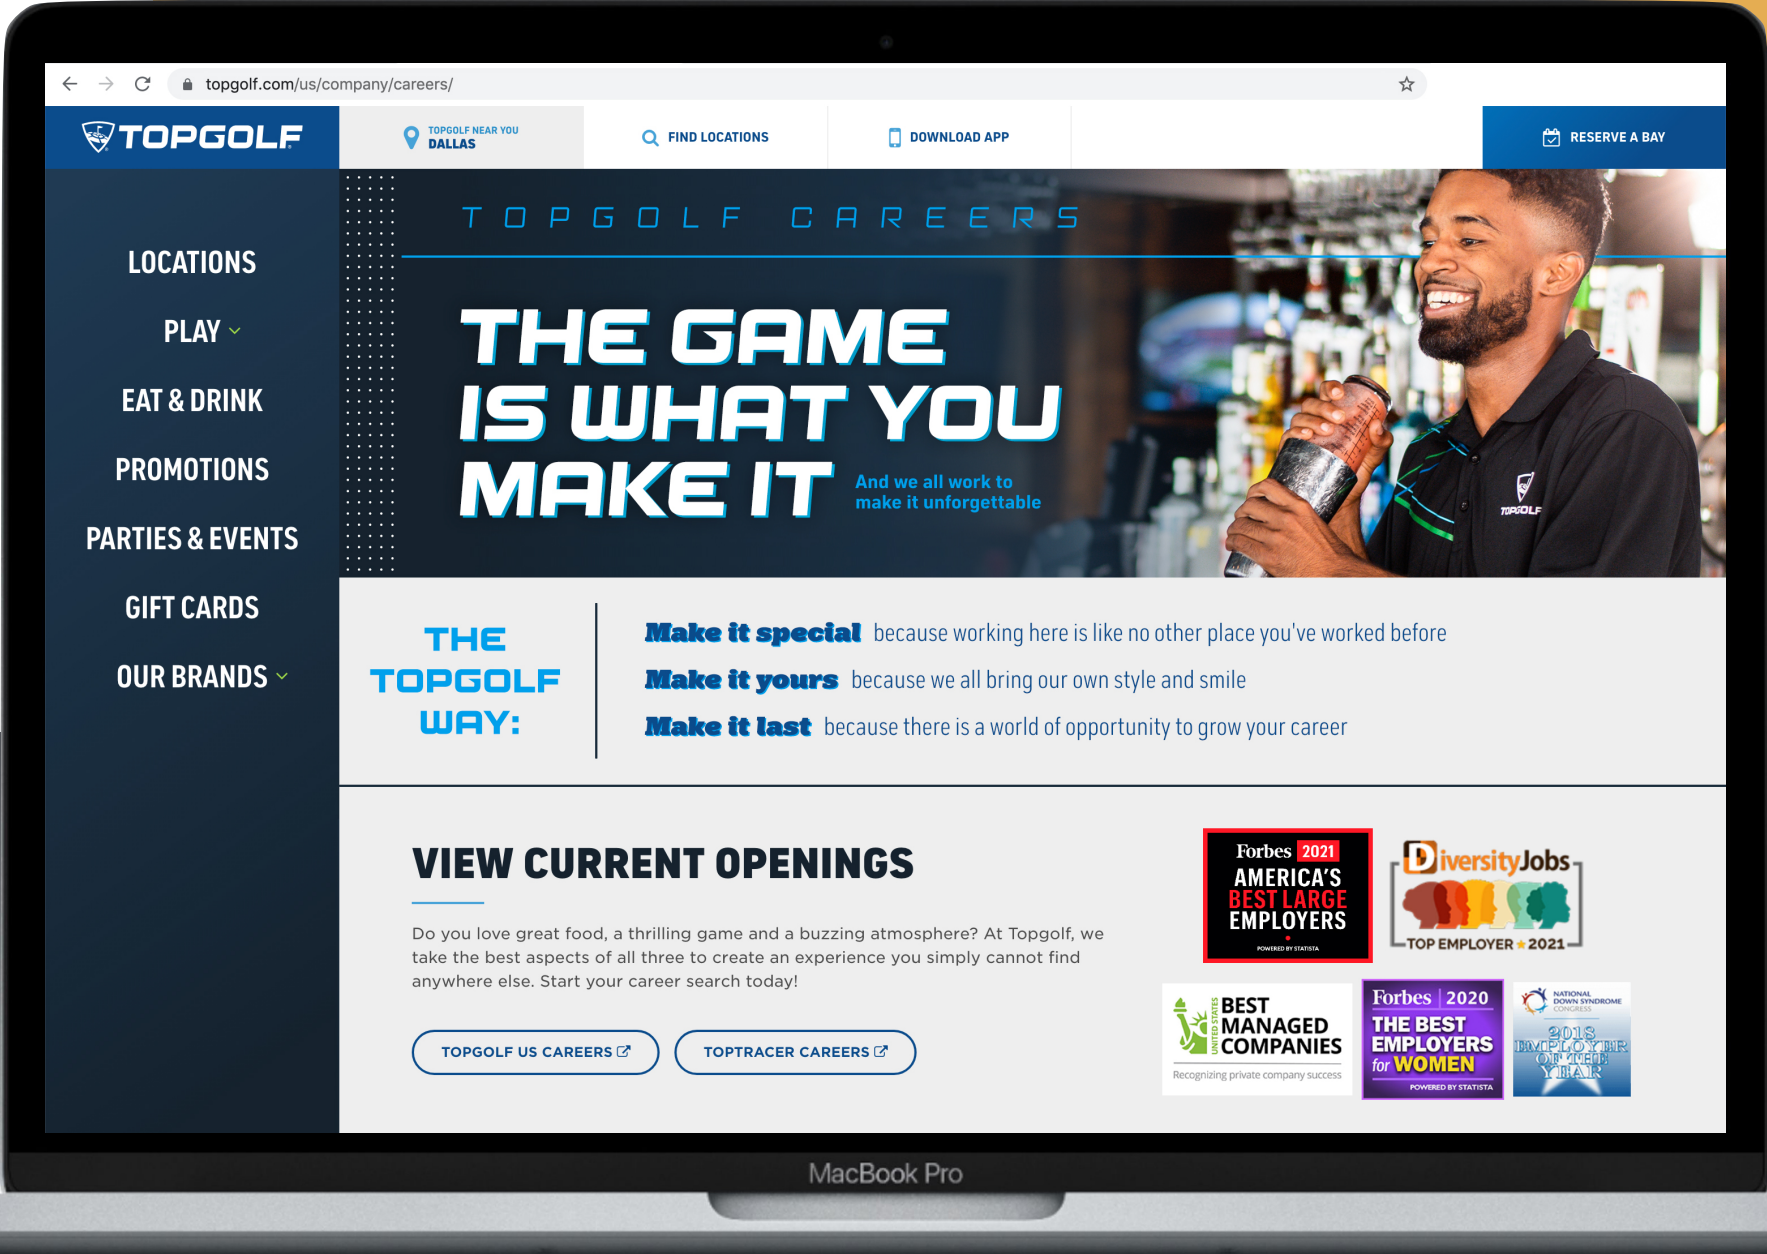 topgolf.com/us/company/careers/
TOPGOLF
TOPGOLF NEAR YOU
DALLAS
FIND LOCATIONS
DOWNLOAD APP
RESERVE A BAY
LOCATIONS
PLAY
EAT & DRINK
PROMOTIONS
PARTIES & EVENTS
GIFT CARDS
OUR BRANDS
TOPGOLF CAREERS
THE GAME
IS WHAT YOU
MAKE IT
And we all work to
make it unforgettable
TOPGOLF
THE
TOPGOLF
WAY:
Make it special because working here is like no other place you've worked before
Make it yours because we all bring our own style and smile
Make it last because there is a world of opportunity to grow your career
VIEW CURRENT OPENINGS
Do you love great food, a thrilling game and a buzzing atmosphere? At Topgolf, we
take the best aspects of all three to create an experience you simply cannot find
anywhere else. Start your career search today!
TOPGOLF US CAREERS
TOPTRACER CAREERS
Forbes 2021
AMERICA'S
BEST LARGE
EMPLOYERS
POWERED BY STATISTA
DiversityJobs
TOP EMPLOYER 2021
UNITED STATES
BEST
MANAGED
COMPANIES
Recognizing private company success
Forbes 2020
THE BEST
EMPLOYERS
for WOMEN
POWERED BY STATISTA
NATIONAL
DOWN SYNDROME
CONGRESS
2018
EMPLOYER
OF THE
YEAR
MacBook Pro